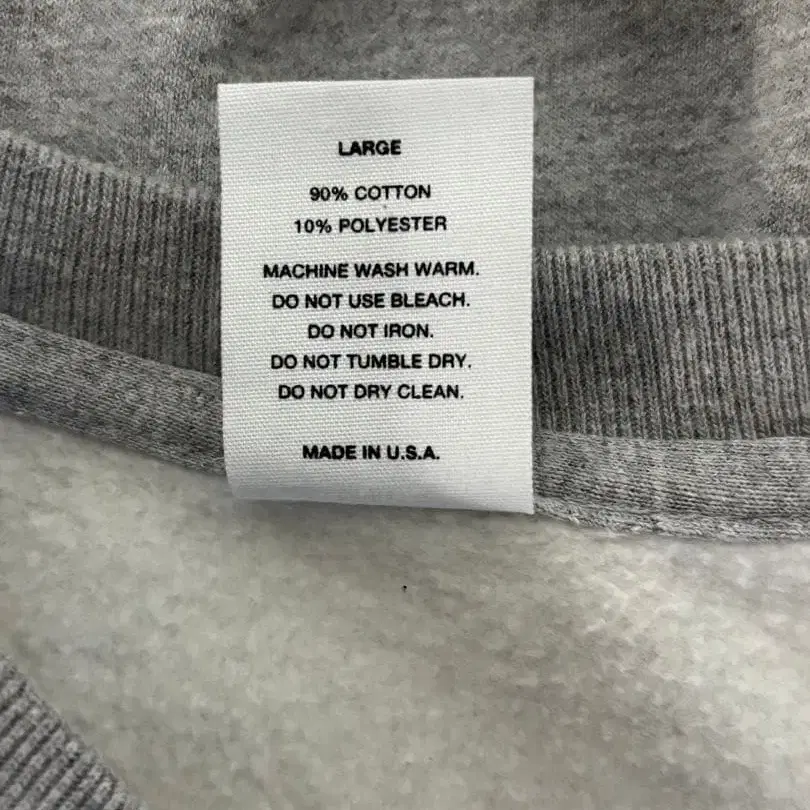 LARGE
90% COTTON
10% POLYESTER
MACHINE WASH WARM.
DO NOT USE BLEACH.
DO NOT IRON.
DO NOT TUMBLE DRY.
DO NOT DRY CLEAN.
MADE IN U.S.A.